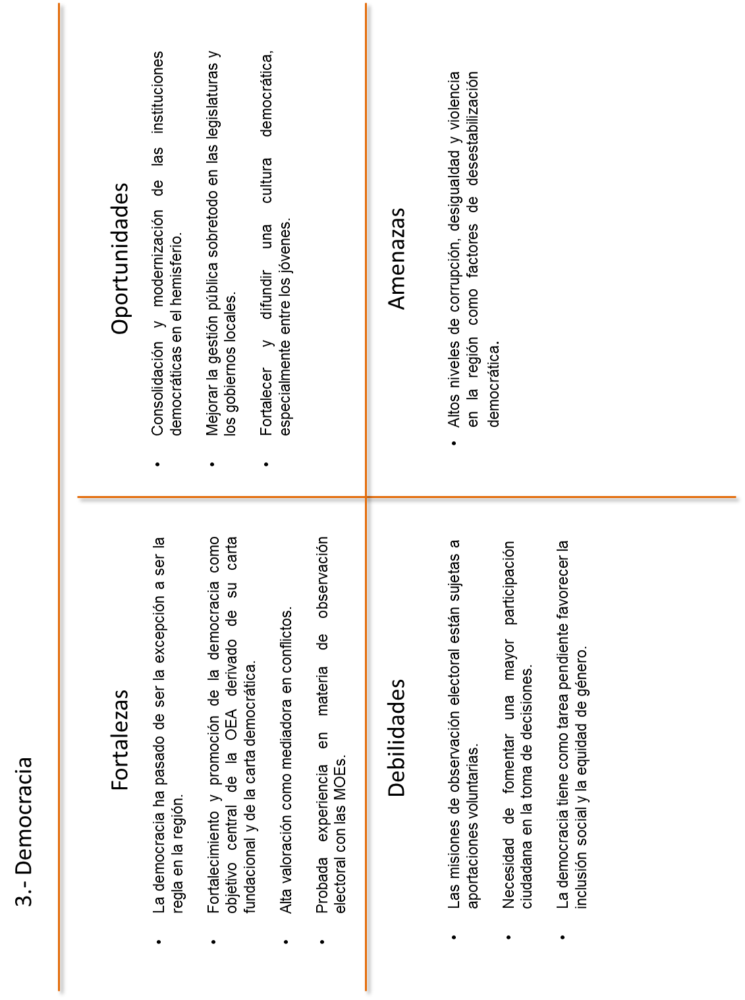 3.- Democracia
Fortalezas
• La democracia ha pasado de ser la excepción a ser la
regla en la región.
• Fortalecimiento y promoción de la democracia como
objetivo central de la OEA derivado de su carta
fundacional y de la carta democrática.
• Alta valoración como mediadora en conflictos.
• Probada experiencia en materia de observación
electoral con las MOEs.
Oportunidades
• Consolidación y modernización de las instituciones
democráticas en el hemisferio.
• Mejorar la gestión pública sobretodo en las legislaturas y
los gobiernos locales.
• Fortalecer y difundir una cultura democrática,
especialmente entre los jóvenes.
Debilidades
• Las misiones de observación electoral están sujetas a
aportaciones voluntarias.
• Necesidad de fomentar una mayor participación
ciudadana en la toma de decisiones.
• La democracia tiene como tarea pendiente favorecer la
inclusión social y la equidad de género.
Amenazas
• Altos niveles de corrupción, desigualdad y violencia
en la región como factores de desestabilización
democrática.